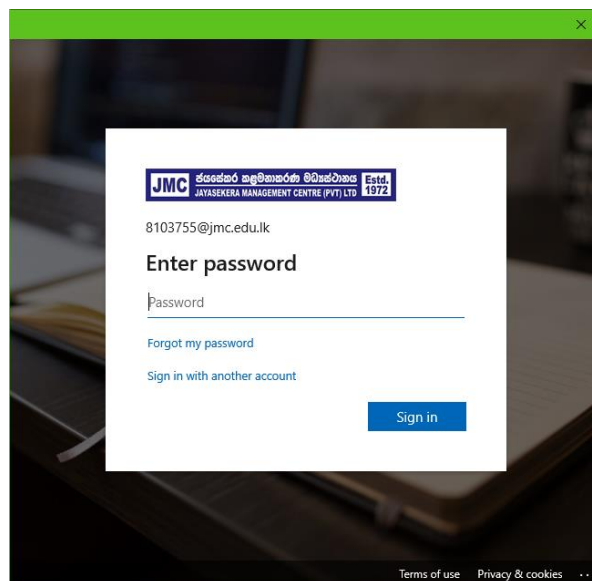 JMC ජයසේකර කළමනාකරණ මධ්‍යස්ථානය Estd.
JAYASEKERA MANAGEMENT CENTRE (PVT) LTD 1972
8103755@jmc.edu.lk
Enter password
Password
Forgot my password
Sign in with another account
Sign in
Terms of use Privacy & cookies ..